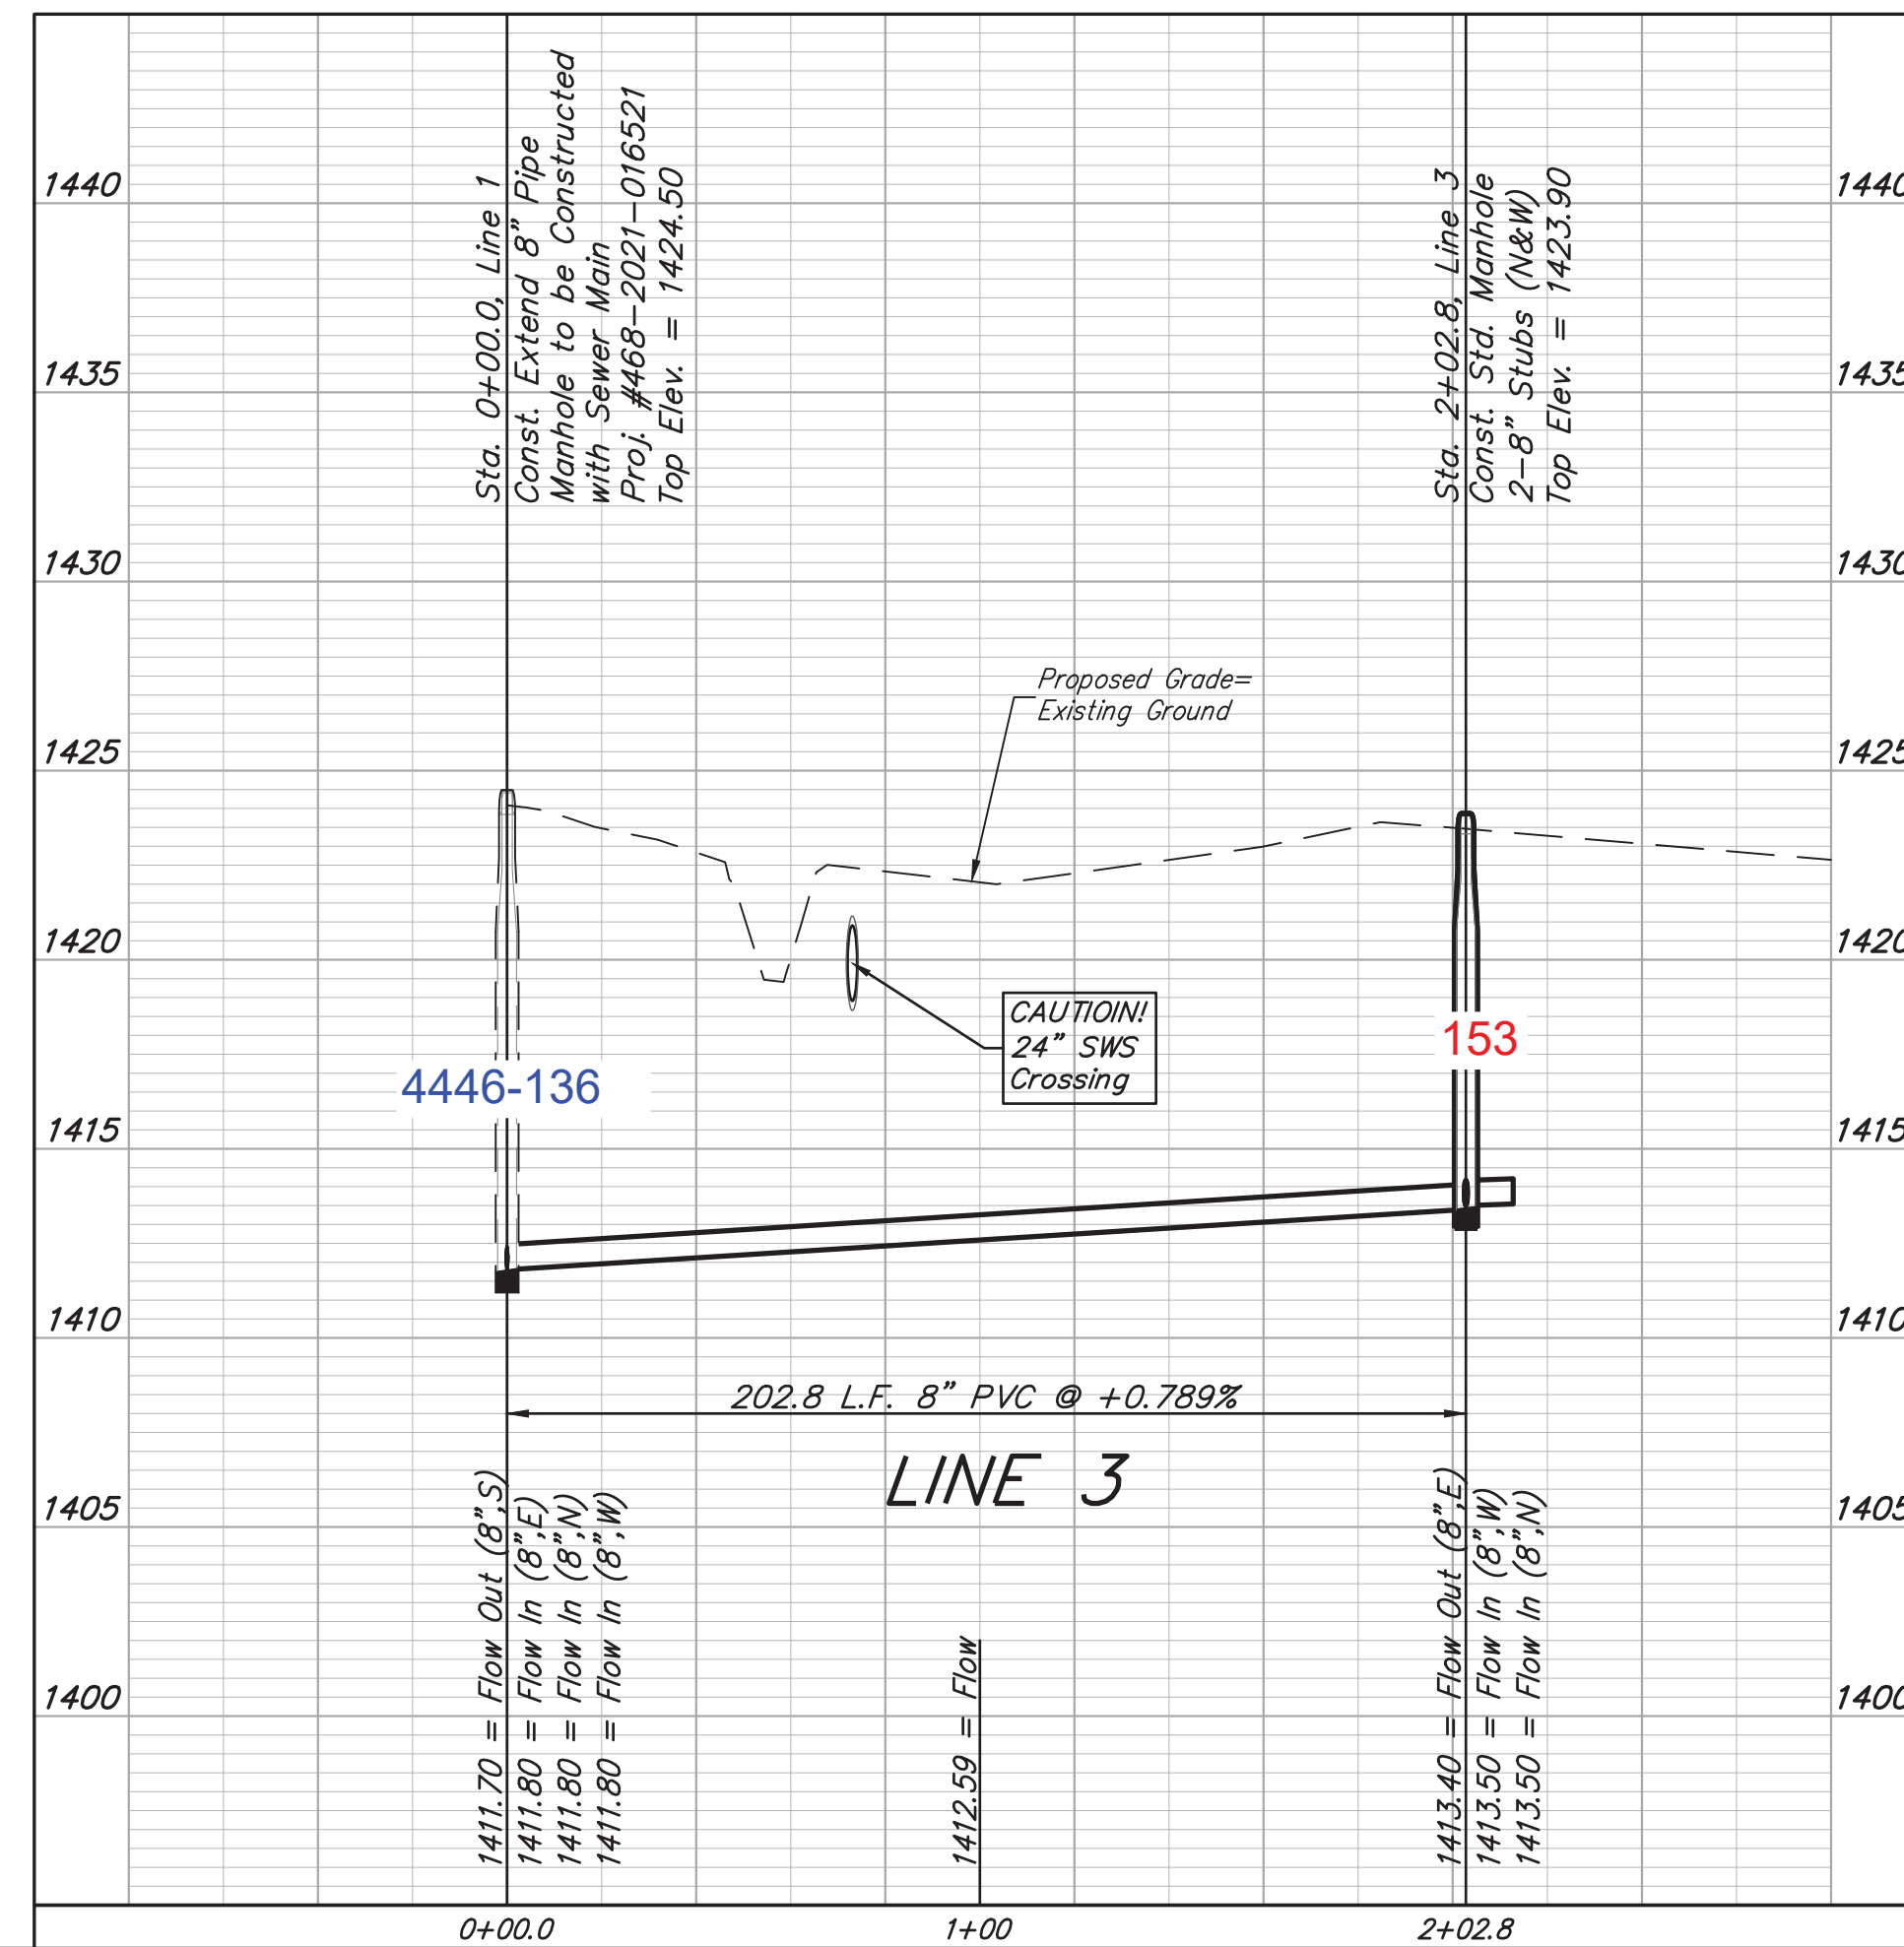 Sta. 0+00.0, Line 1
Const. Extend 8" Pipe
Manhole to be Constructed
with Sewer Main
Proj. #468-2021-016521
Top Elev. = 1424.50
Sta. 2+02.8, Line 3
Const. Std. Manhole
2-8" Stubs (N&W)
Top Elev. = 1423.90
1440
1440
1435
1435
1430
1430
Proposed Grade=
Existing Ground
1425
1425
1420
1420
CAUTIOIN!
24" SWS
Crossing
153
4446-136
1415
1415
1410
1410
202.8 L.F. 8" PVC @ +0.789%
LINE 3
1405
1405
1400
1400
1411.70 = Flow Out (8",S)
1411.80 = Flow In (8",E)
1411.80 = Flow In (8",N)
1411.80 = Flow In (8",W)
1412.59 = Flow
1413.40 = Flow Out (8",E)
1413.50 = Flow In (8",W)
1413.50 = Flow In (8",N)
0+00.0
1+00
2+02.8